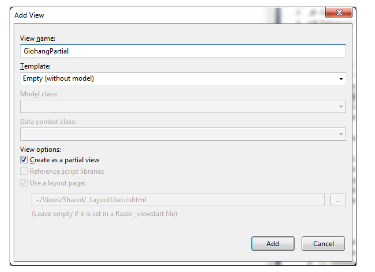 Add View
View name:
GiohangPartial
Template:
Empty (without model)
Model class:
Data context class:
View options:
Create as a partial view
Reference script libraries
Use a layout page:
~/Views/Shared/_LayoutUser.cshtml
...
(Leave empty if it is set in a Razor _viewstart file)
Add
Cancel